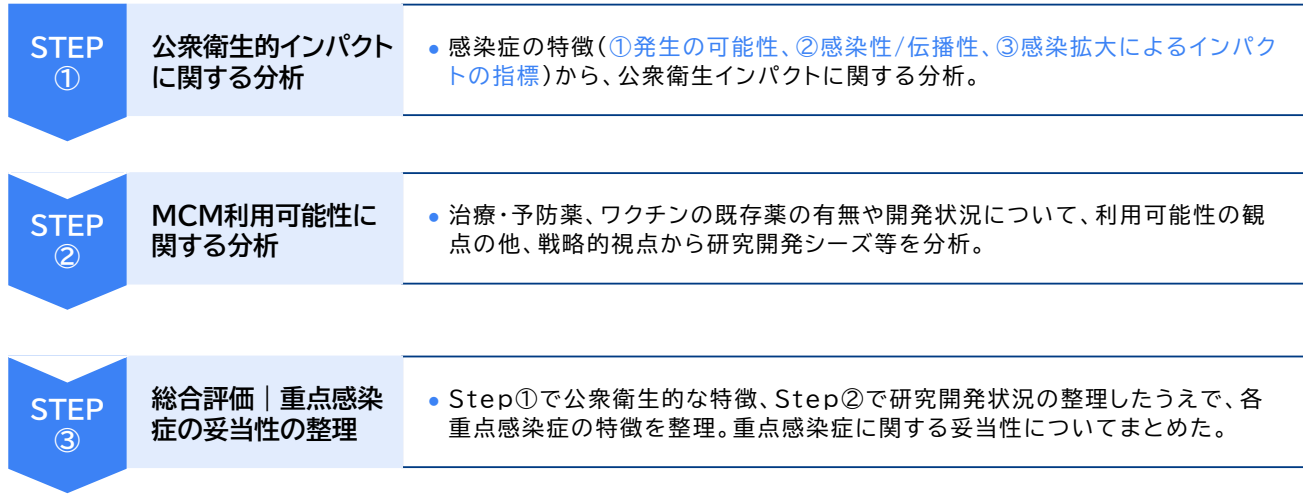 STEP
①
公衆衛生的インパクト
に関する分析
● 感染症の特徴(①発生の可能性、②感染性/伝播性、③感染拡大によるインパク
トの指標)から、公衆衛生インパクトに関する分析。
STEP
②
MCM利用可能性に
関する分析
● 治療・予防薬、ワクチンの既存薬の有無や開発状況について、利用可能性の観
点の他、戦略的視点から研究開発シーズ等を分析。
STEP
③
総合評価｜重点感染
症の妥当性の整理
● Step①で公衆衛生的な特徴、Step②で研究開発状況の整理したうえで、各
重点感染症の特徴を整理。重点感染症に関する妥当性についてまとめた。